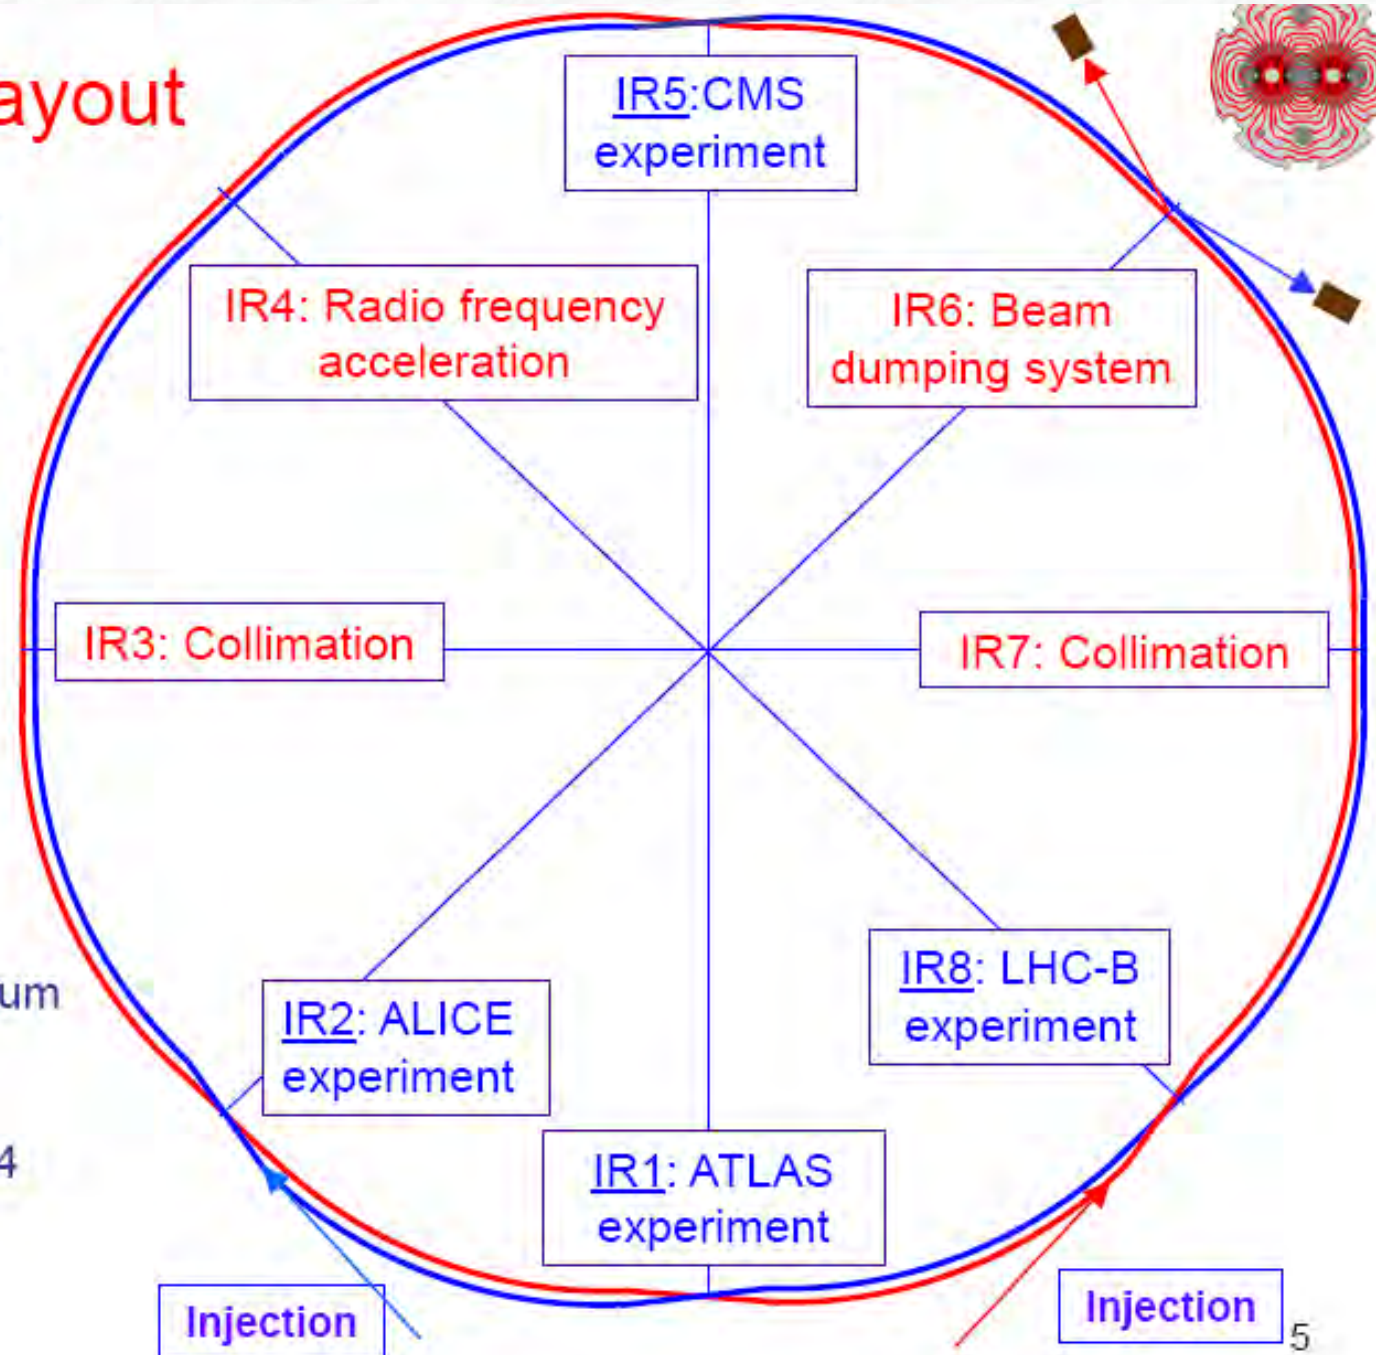 ayout
IR5:CMS
experiment
IR4: Radio frequency
acceleration
IR6: Beam
dumping system
IR3: Collimation
IR7: Collimation
IR8: LHC-B
experiment
um
IR2: ALICE
experiment
4
IR1: ATLAS
experiment
Injection
Injection
5